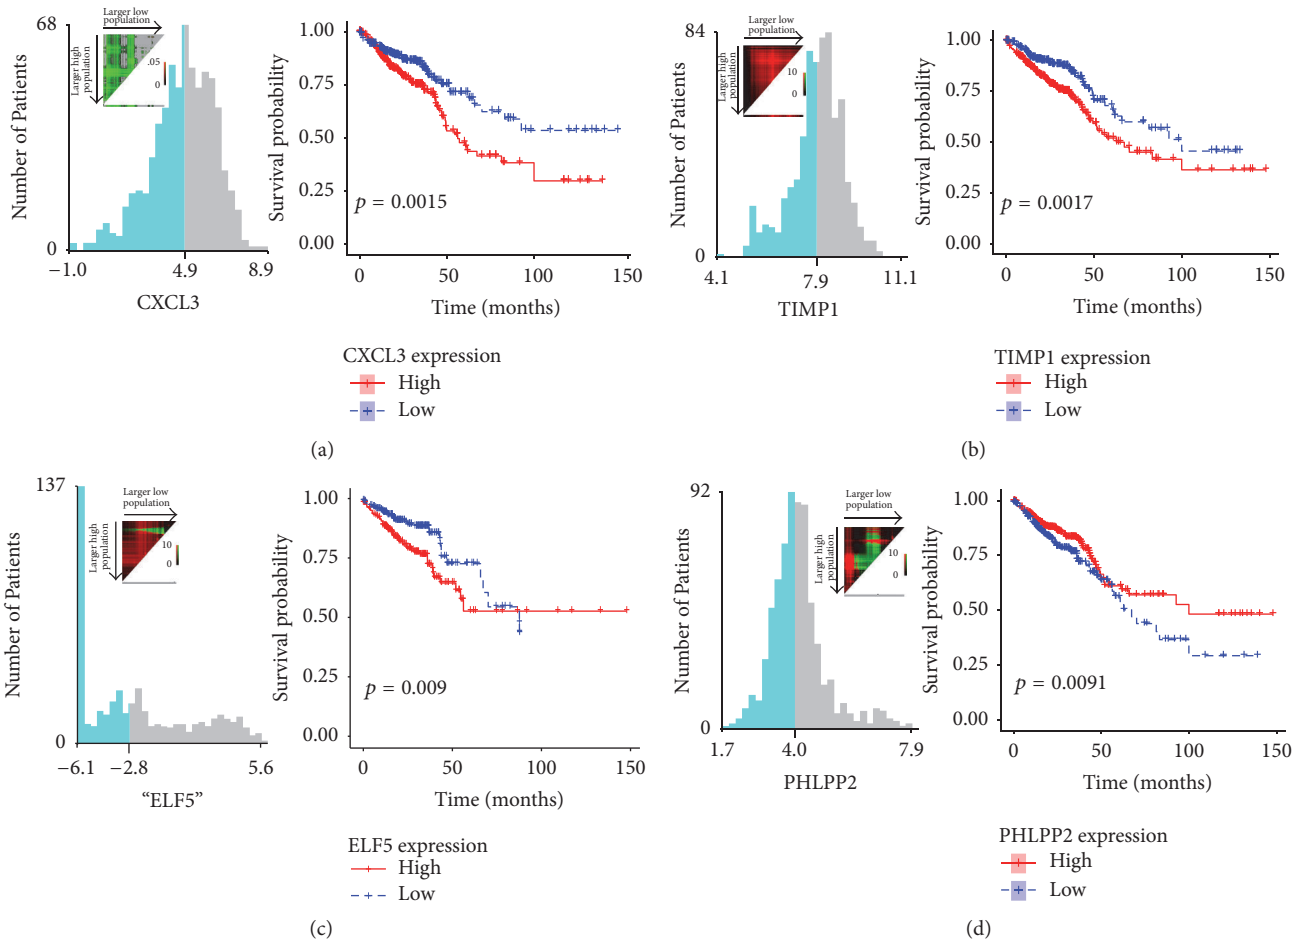 68
Number of Patients
0
−1.0
4.9
8.9
CXCL3
Larger low
population
Larger high
population
.05
0
1.00
0.75
0.50
0.25
0.00
Survival probability
p = 0.0015
0
50
100
150
Time (months)
CXCL3 expression
High
Low
(a)
84
Number of Patients
0
4.1
7.9
11.1
TIMP1
Larger low
population
Larger high
population
10
0
1.00
0.75
0.50
0.25
0.00
Survival probability
p = 0.0017
0
50
100
150
Time (months)
TIMP1 expression
High
Low
(b)
137
Number of Patients
0
−6.1
−2.8
5.6
“ELF5”
Larger low
population
Larger high
population
10
0
1.00
0.75
0.50
0.25
0.00
Survival probability
p = 0.009
0
50
100
150
Time (months)
ELF5 expression
High
Low
(c)
92
Number of Patients
0
1.7
4.0
7.9
PHLPP2
Larger low
population
Larger high
population
10
0
1.00
0.75
0.50
0.25
0.00
Survival probability
p = 0.0091
0
50
100
150
Time (months)
PHLPP2 expression
High
Low
(d)